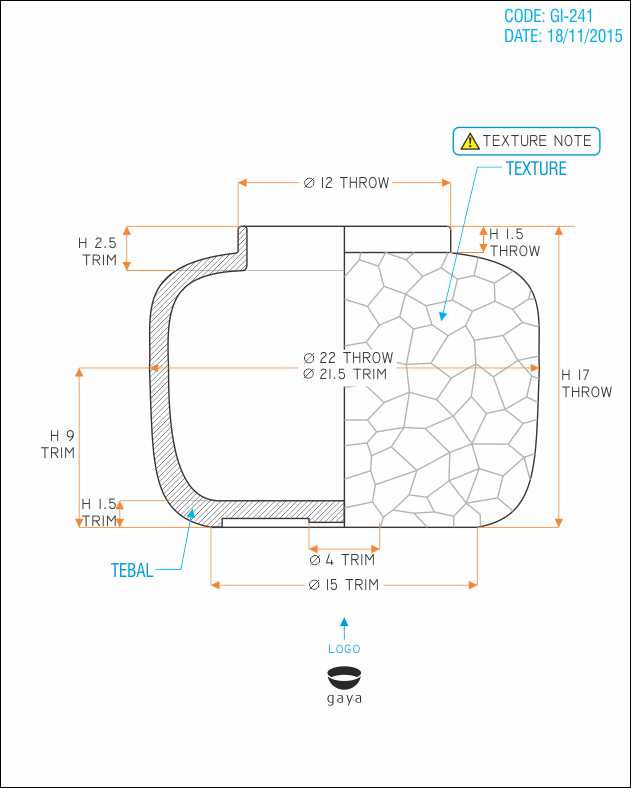 CODE: GI-241
DATE: 18/11/2015
TEXTURE NOTE
TEXTURE
Ø 12 THROW
H 2.5
TRIM
H 1.5
THROW
Ø 22 THROW
Ø 21.5 TRIM
H 17
THROW
H 9
TRIM
H 1.5
TRIM
Ø 4 TRIM
TEBAL
Ø 15 TRIM
LOGO
gaya